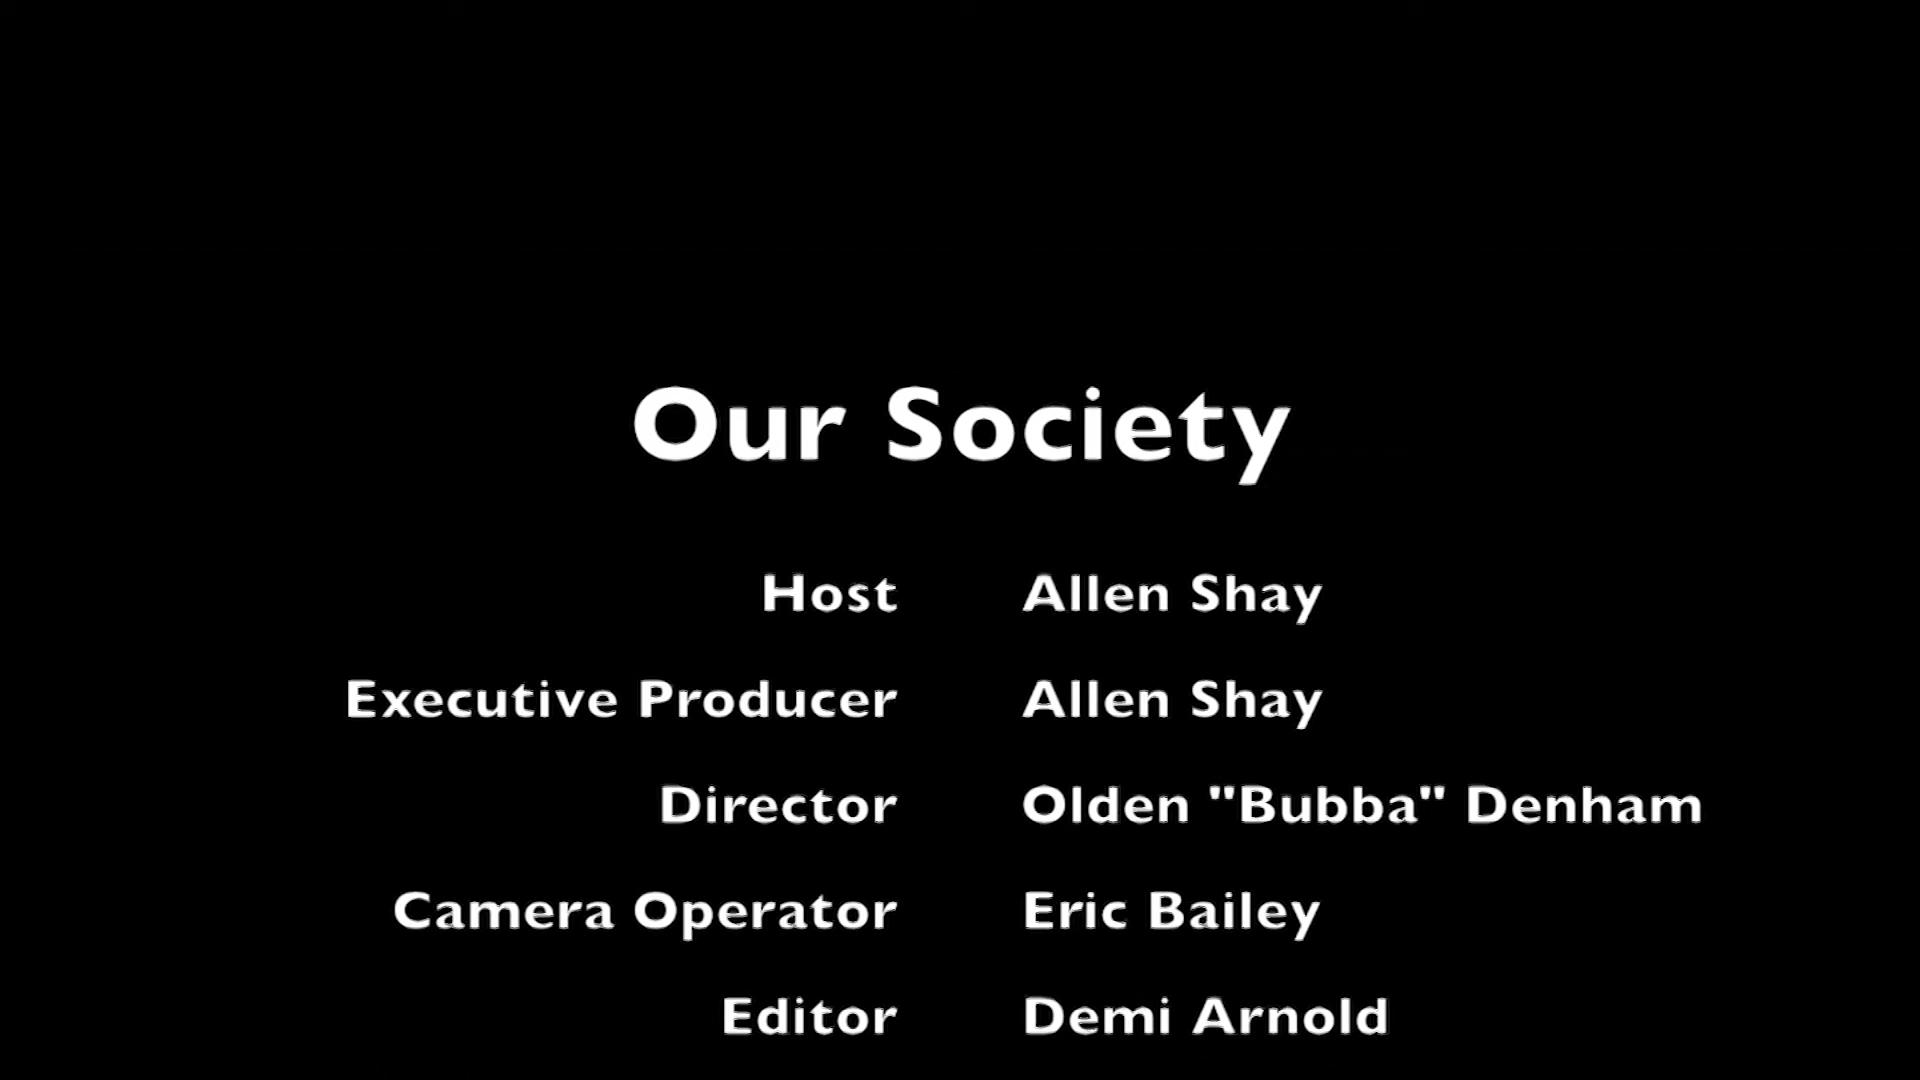 Our Society
Host Allen Shay
Executive Producer Allen Shay
Director Olden "Bubba" Denham
Camera Operator Eric Bailey
Editor Demi Arnold